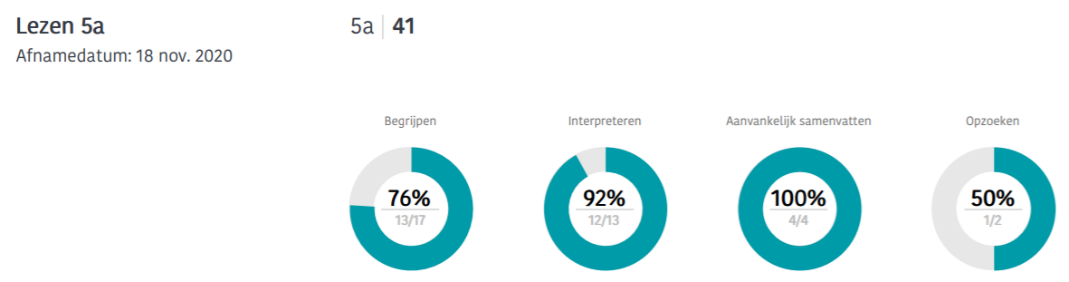 Lezen 5a
5a | 41
Afnamedatum: 18 nov. 2020
Begrijpen
Interpreteren
Aanvankelijk samenvatten
Opzoeken
76%
13/17
92%
12/13
100%
4/4
50%
1/2